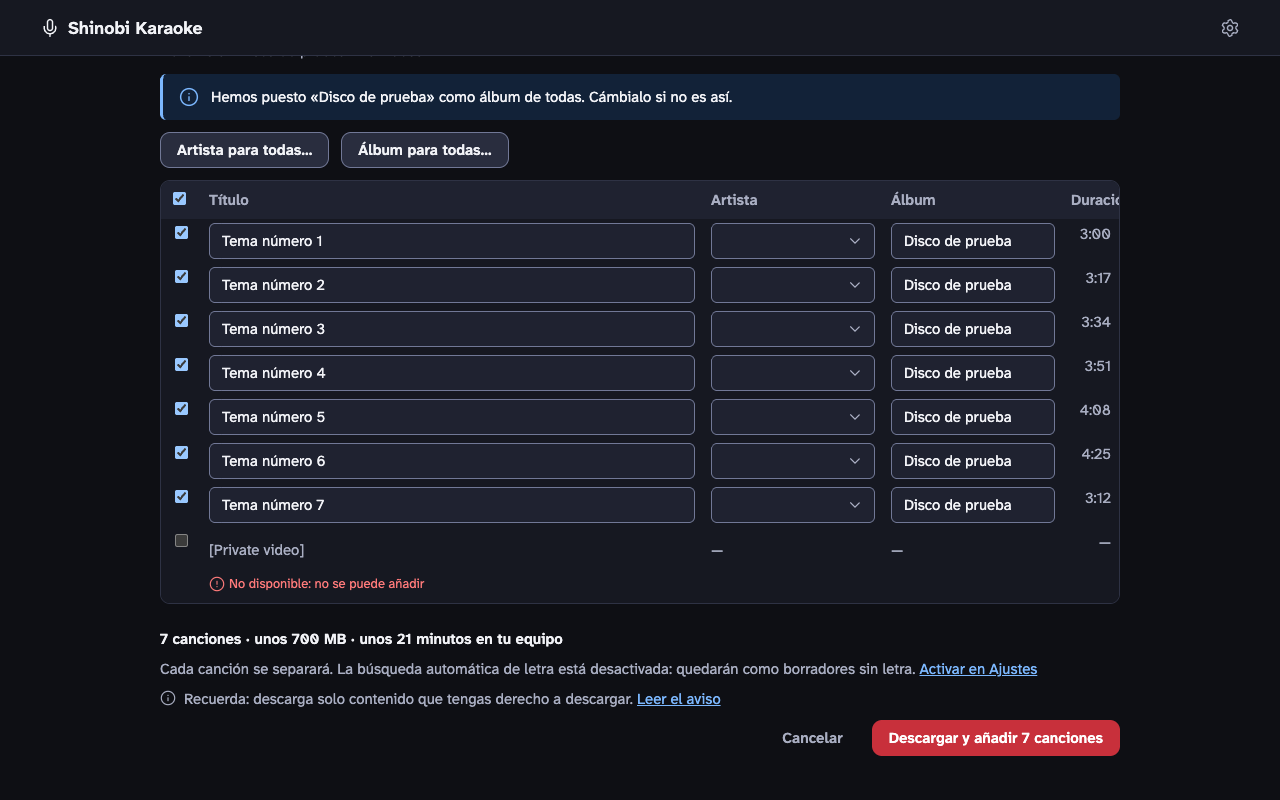 Shinobi Karaoke
Hemos puesto «Disco de prueba» como álbum de todas. Cámbialo si no es así.
Artista para todas... Álbum para todas...
Título Artista Álbum Duració
Tema número 1 Disco de prueba 3:00
Tema número 2 Disco de prueba 3:17
Tema número 3 Disco de prueba 3:34
Tema número 4 Disco de prueba 3:51
Tema número 5 Disco de prueba 4:08
Tema número 6 Disco de prueba 4:25
Tema número 7 Disco de prueba 3:12
[Private video] — — —
No disponible: no se puede añadir
7 canciones · unos 700 MB · unos 21 minutos en tu equipo
Cada canción se separará. La búsqueda automática de letra está desactivada: quedarán como borradores sin letra. Activar en Ajustes
Recuerda: descarga solo contenido que tengas derecho a descargar. Leer el aviso
Cancelar Descargar y añadir 7 canciones